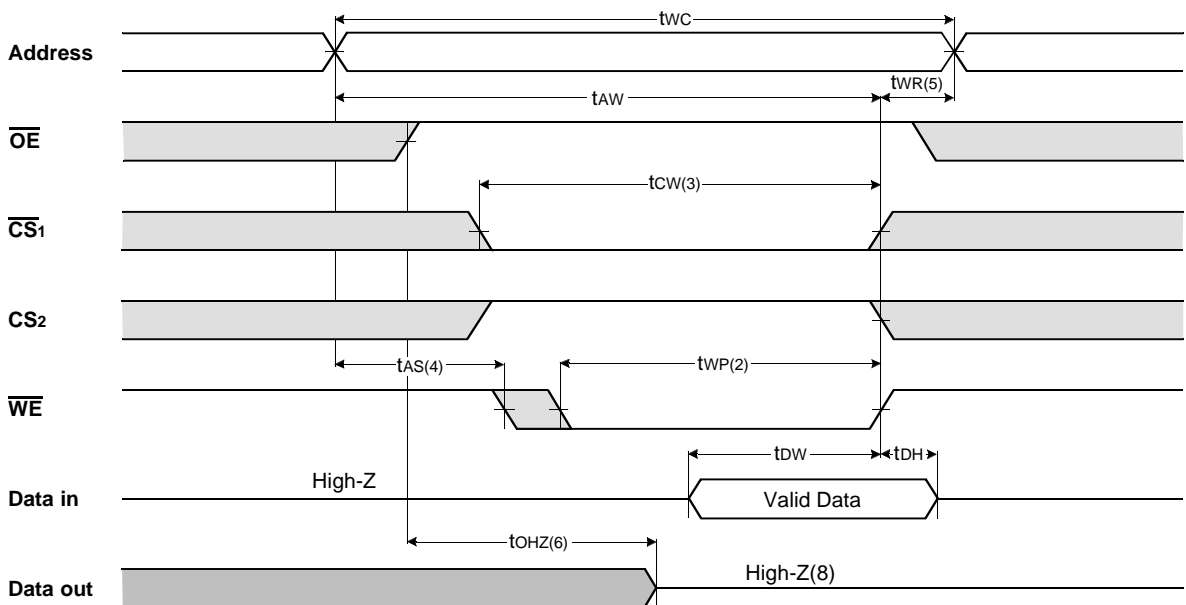 tWC
Address
tAW
tWR(5)
OE
tCW(3)
CS1
CS2
tAS(4)
tWP(2)
WE
tDW
tDH
High-Z
Data in
Valid Data
tOHZ(6)
High-Z(8)
Data out